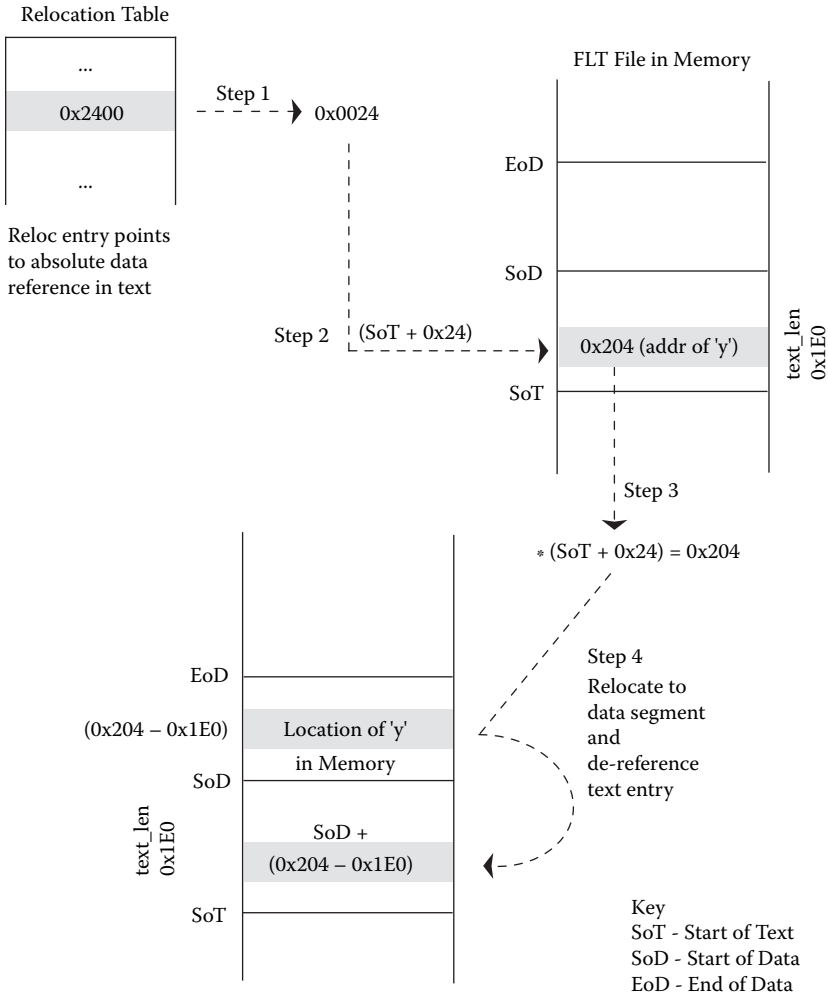 Relocation Table
...
0x2400
...
Reloc entry points
to absolute data
reference in text
Step 1
0x0024
FLT File in Memory
EoD
SoD
Step 2
(SoT + 0x24)
0x204 (addr of 'y')
text_len
0x1E0
SoT
Step 3
* (SoT + 0x24) = 0x204
Step 4
Relocate to
data segment
and
de-reference
text entry
EoD
(0x204 – 0x1E0)
Location of 'y'
in Memory
SoD
text_len
0x1E0
SoD +
(0x204 – 0x1E0)
SoT
Key
SoT - Start of Text
SoD - Start of Data
EoD - End of Data